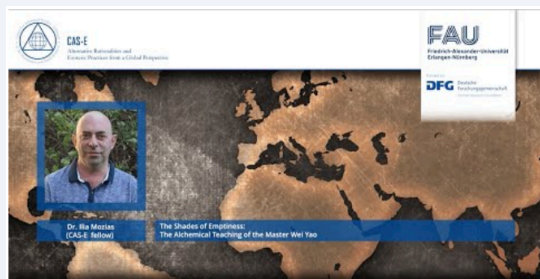 CAS-E
Alternative Rationalities and
Esoteric Practices from a Global Perspective
FAU
Friedrich-Alexander-Universität
Erlangen-Nürnberg
DFG
Deutsche
Forschungsgemeinschaft
Dr. Ilia Mozias
(CAS-E fellow)
The Shades of Emptiness:
The Alchemical Teaching of the Master Wei Yao